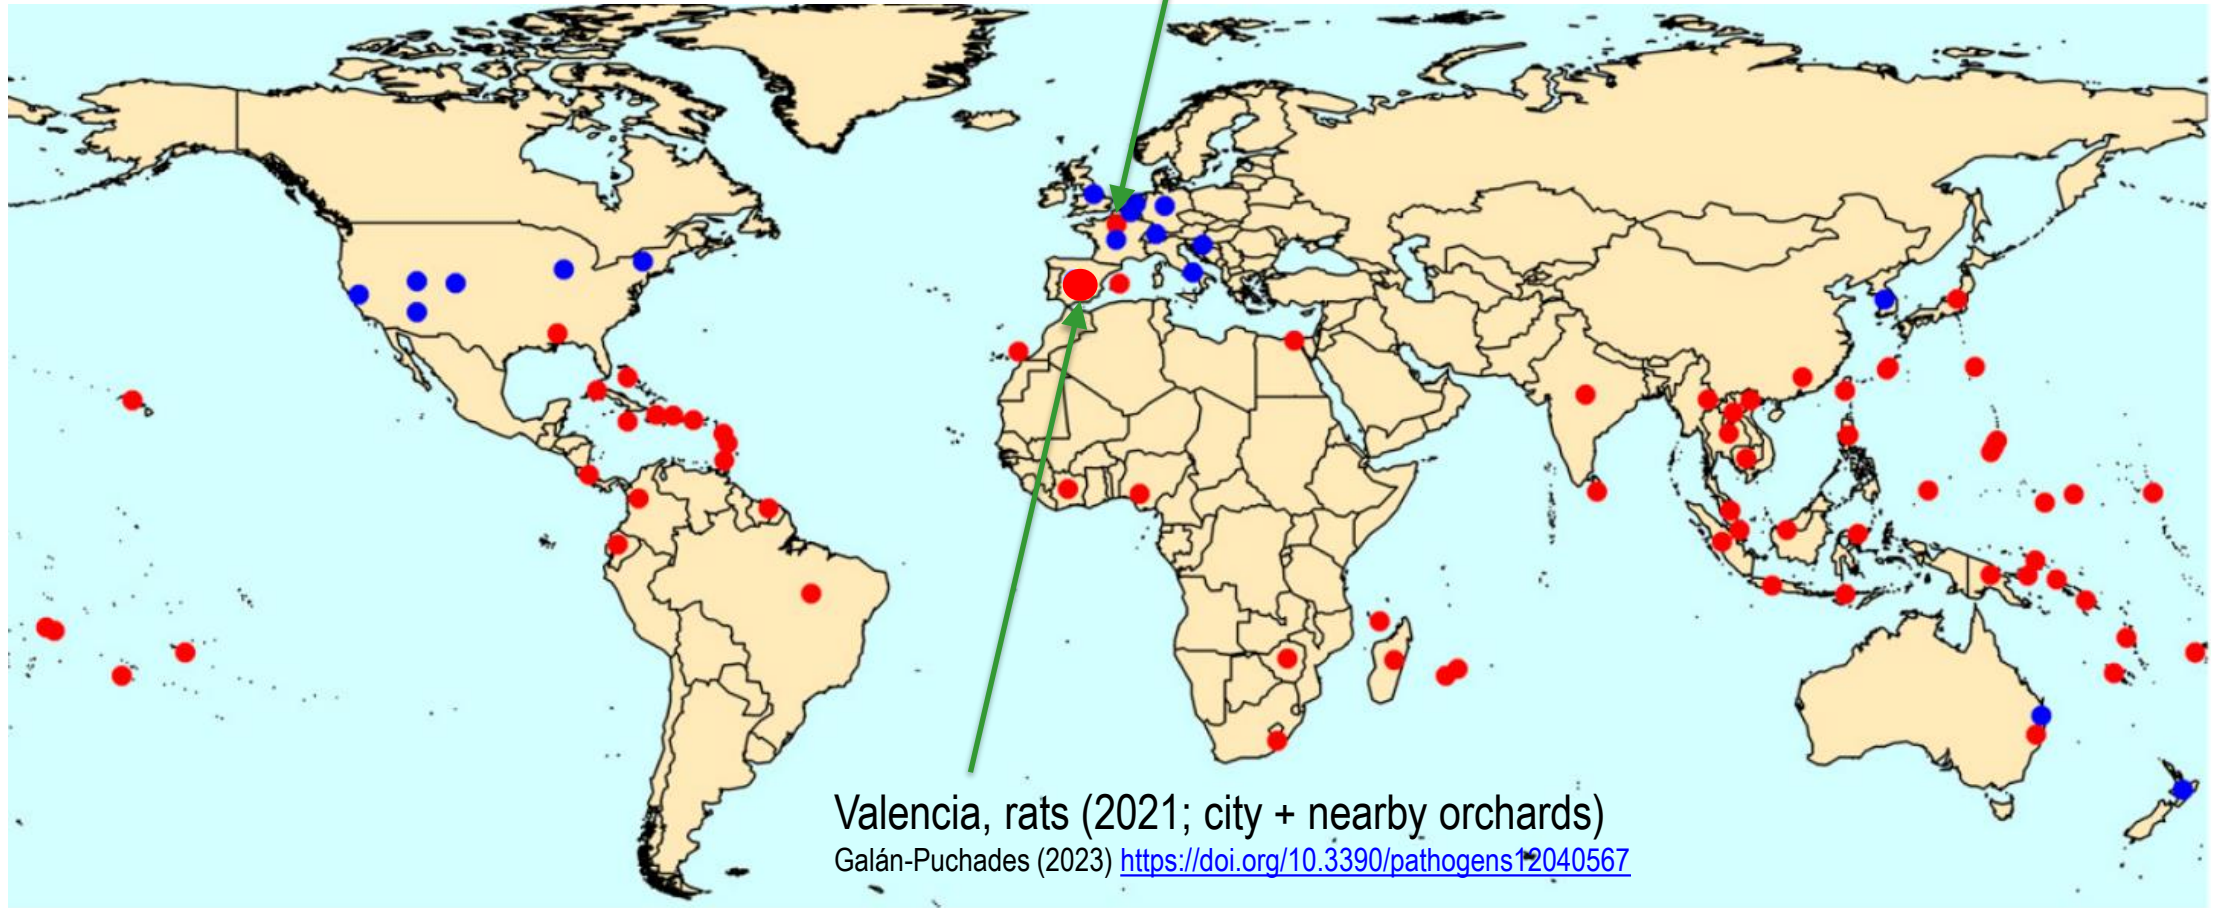 Valencia, rats (2021; city + nearby orchards)
Galán-Puchades (2023) https://doi.org/10.3390/pathogens12040567